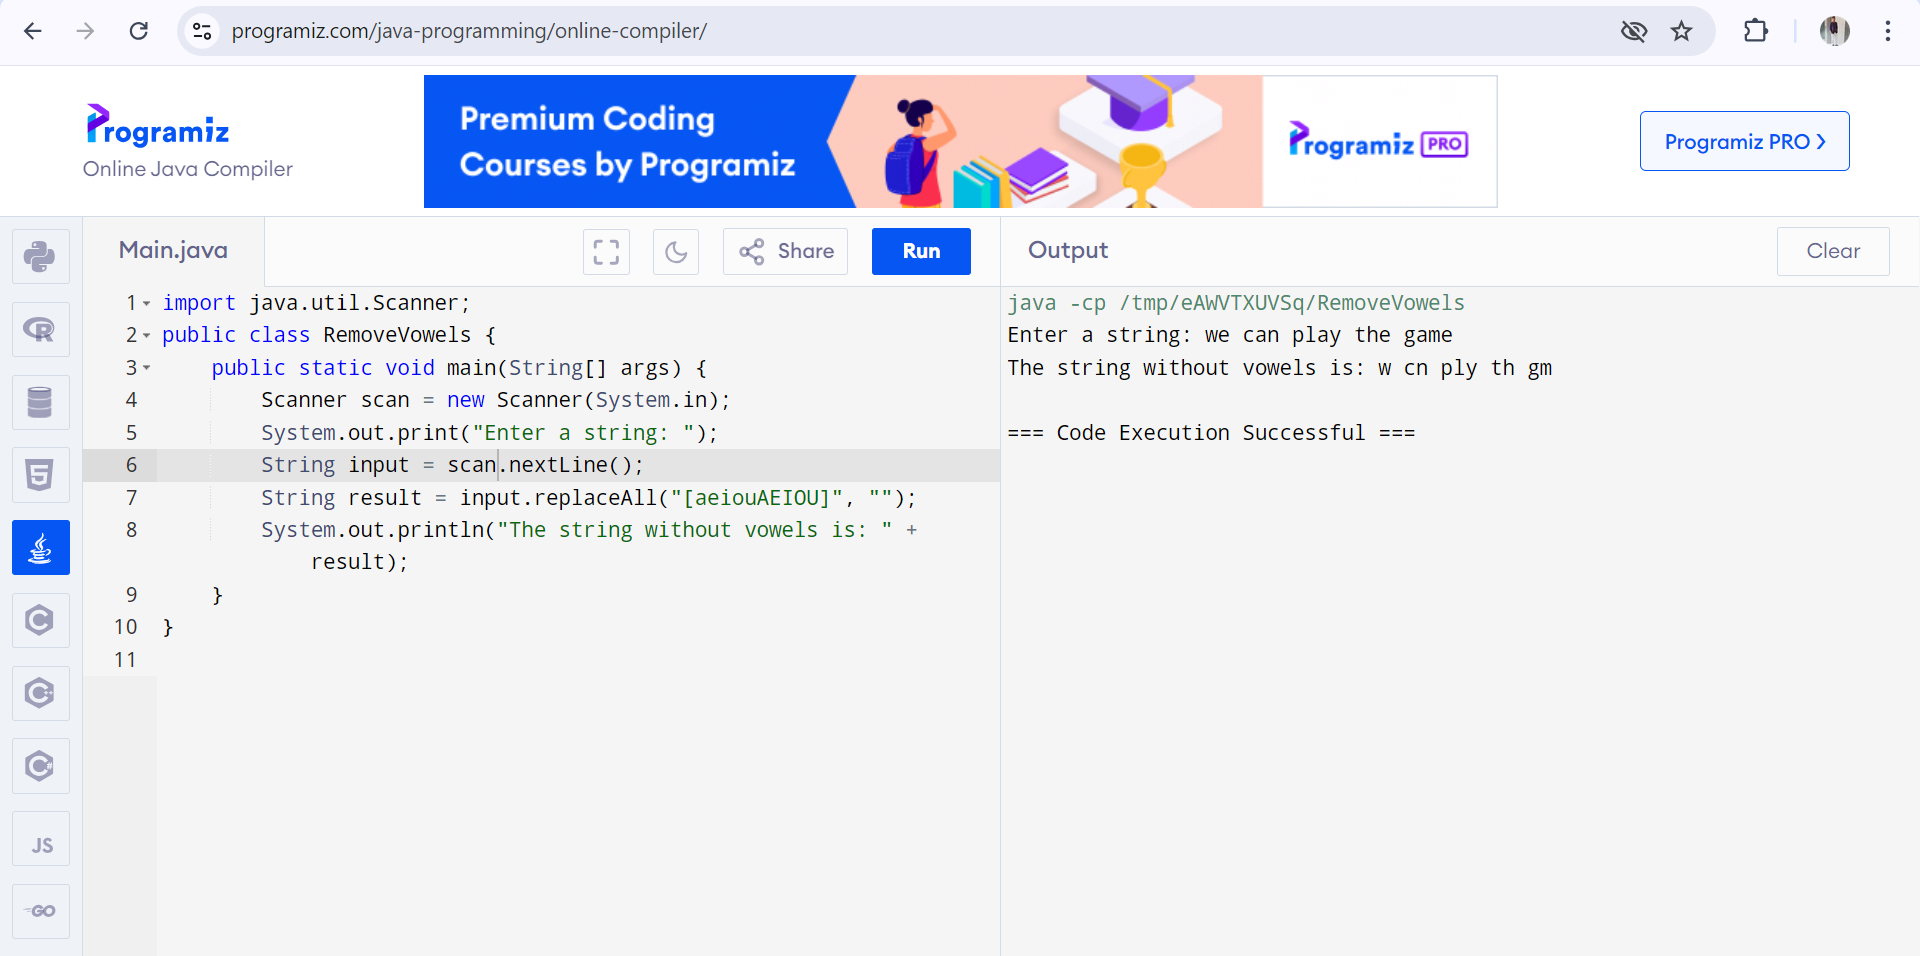 programiz.com/java-programming/online-compiler/
Programiz
Online Java Compiler
Premium Coding
Courses by Programiz
Programiz PRO
Programiz PRO ›
Main.java
Share
Run
Output
Clear
1 import java.util.Scanner;
2 public class RemoveVowels {
3     public static void main(String[] args) {
4         Scanner scan = new Scanner(System.in);
5         System.out.print("Enter a string: ");
6         String input = scan.nextLine();
7         String result = input.replaceAll("[aeiouAEIOU]", "");
8         System.out.println("The string without vowels is: " +
            result);
9     }
10 }
11
java -cp /tmp/eAWVTXUVSq/RemoveVowels
Enter a string: we can play the game
The string without vowels is: w cn ply th gm
=== Code Execution Successful ===
R
5
C
C++
C#
JS
GO